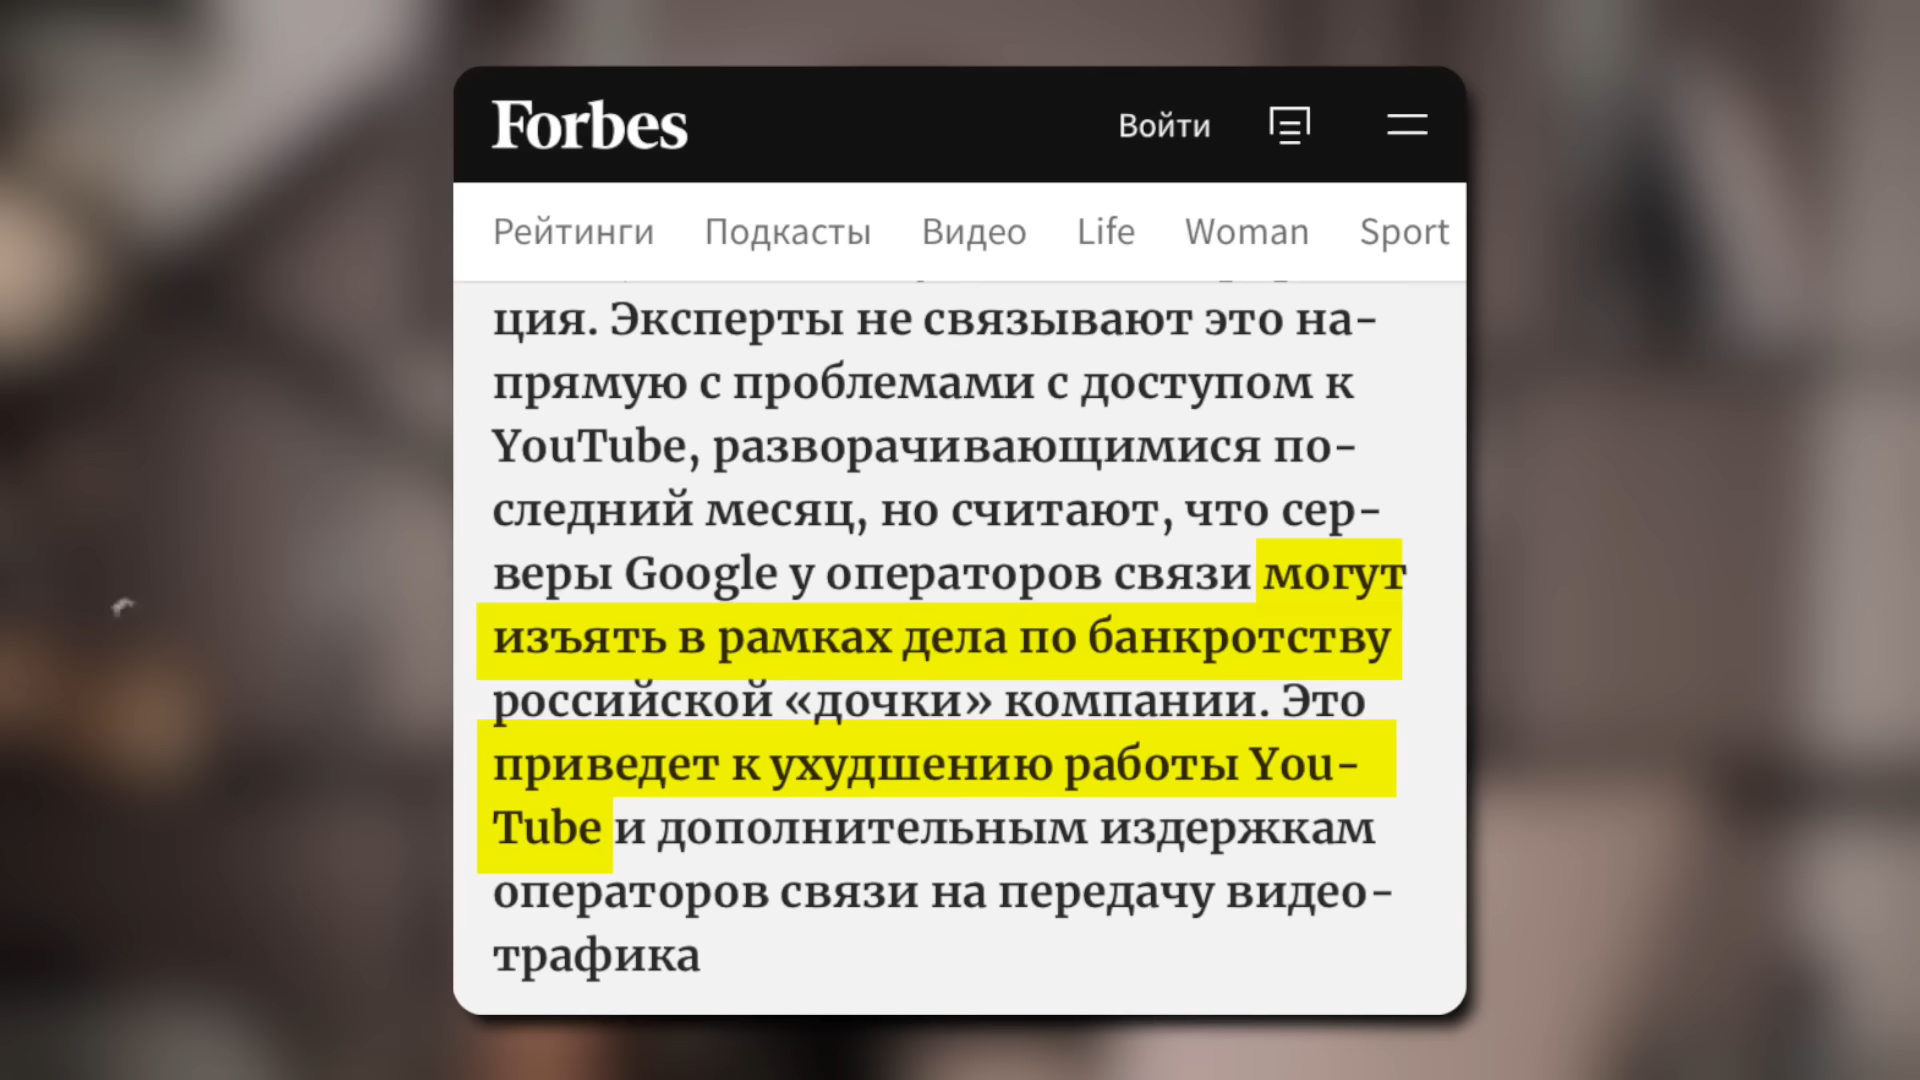 Forbes
Войти
Рейтинги Подкасты Видео Life Woman Sport
ция. Эксперты не связывают это на-
прямую с проблемами с доступом к
YouTube, разворачивающимися по-
следний месяц, но считают, что сер-
веры Google у операторов связи могут
изъять в рамках дела по банкротству
российской «дочки» компании. Это
приведет к ухудшению работы You-
Tube и дополнительным издержкам
операторов связи на передачу видео-
трафика